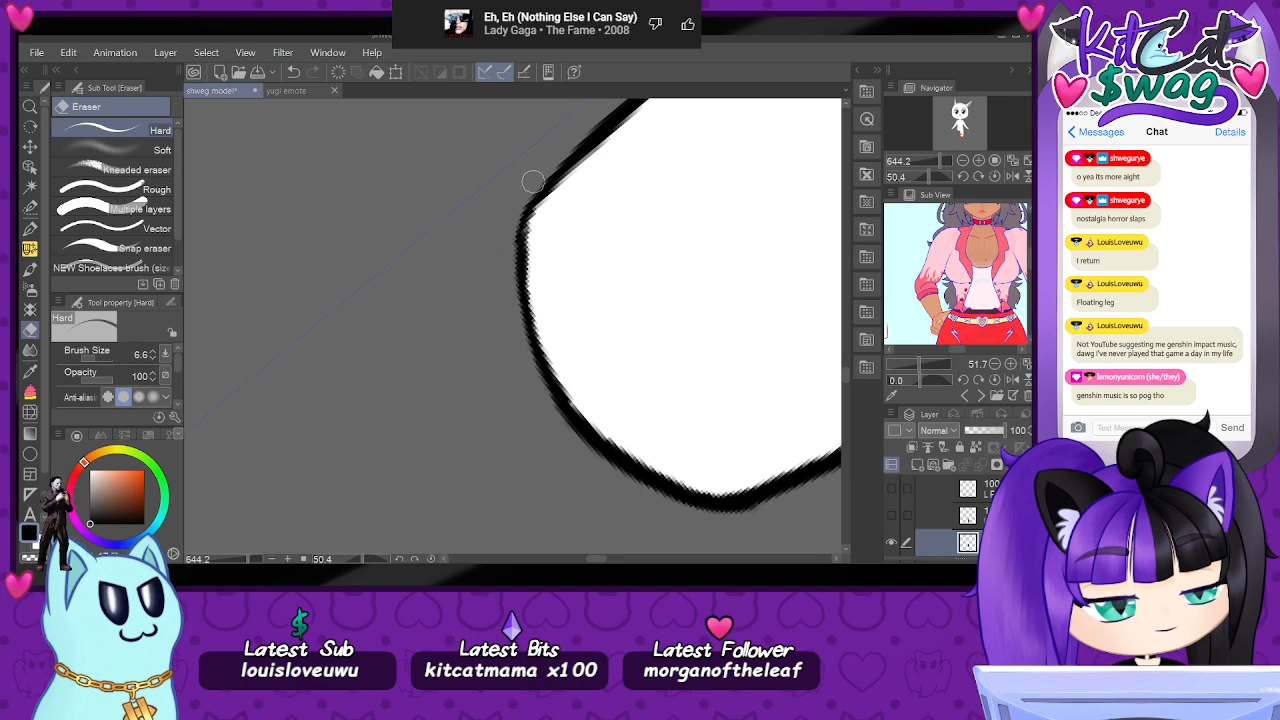 Eh, Eh (Nothing Else I Can Say)
Lady Gaga • The Fame • 2008
File Edit Animation Layer Select View Filter Window Help
shweg model* yugi emote
Sub Tool [Eraser]
Eraser
Hard
Soft
Kneaded eraser
Rough
Multiple layers
Vector
Snap eraser
NEW Shoelaces brush (siz
Tool property [Hard]
Hard
Brush Size 6.6
Opacity 100
Anti-alias
644.2 50.4
Navigator
644.2
50.4
Sub View
51.7
0.0
Layer
Normal 100
KitCat
$wag
Messages Chat Details
shwegurye
o yea its more aight
shwegurye
nostalgia horror slaps
LouisLoveuwu
I return
LouisLoveuwu
Floating leg
LouisLoveuwu
Not YouTube suggesting me genshin impact music,
dawg I've never played that game a day in my life
lemonyunicorn (she/they)
genshin music is so pog tho
Send
Latest Sub
louisloveuwu
Latest Bits
kitcatmama x100
Latest Follower
morganoftheleaf